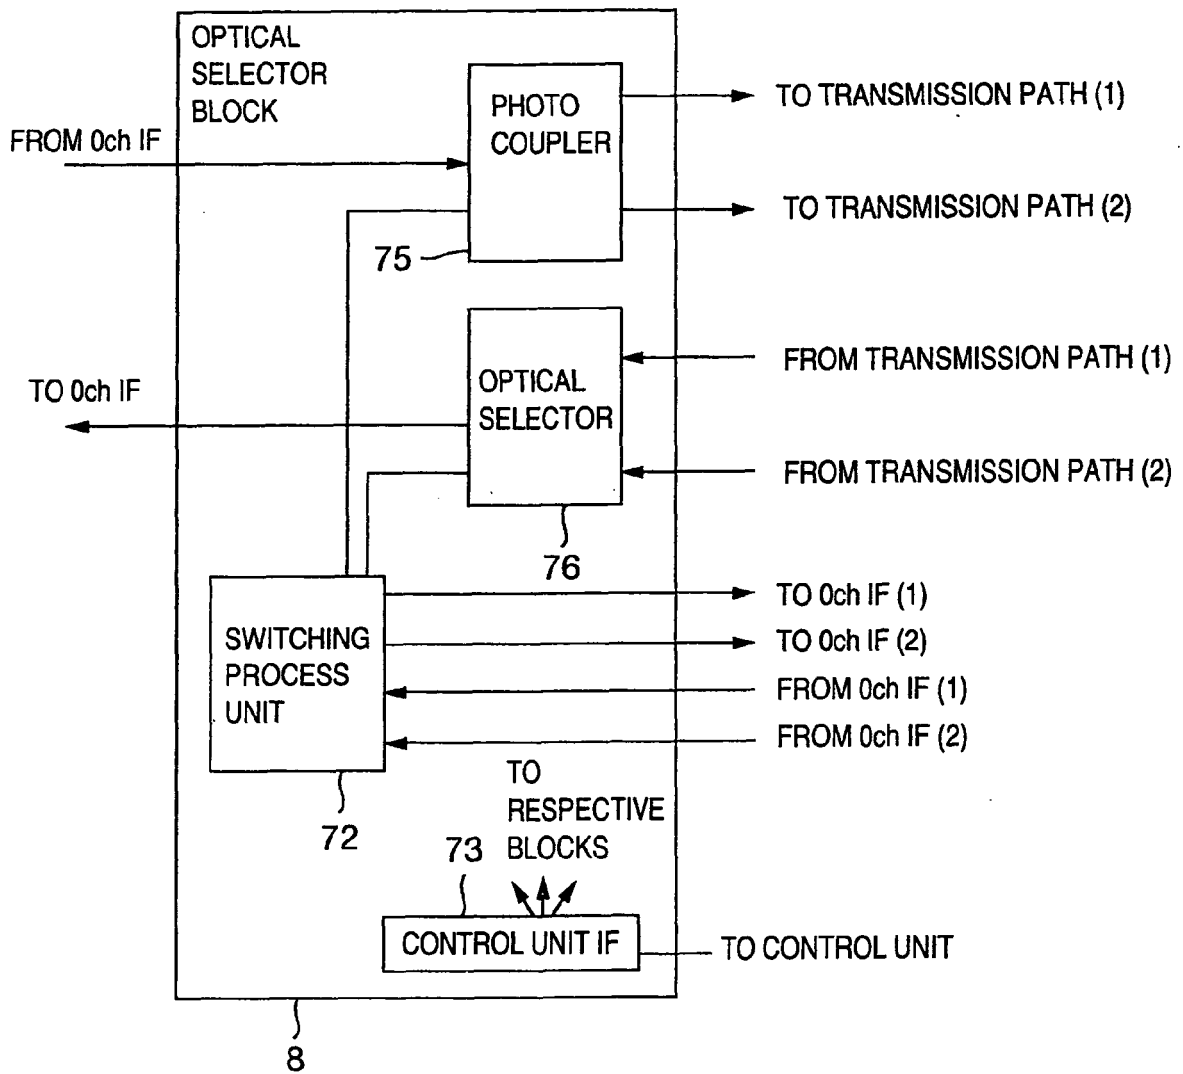 OPTICAL
SELECTOR
BLOCK
FROM 0ch IF
PHOTO
COUPLER
TO TRANSMISSION PATH (1)
TO TRANSMISSION PATH (2)
75
OPTICAL
SELECTOR
FROM TRANSMISSION PATH (1)
TO 0ch IF
FROM TRANSMISSION PATH (2)
76
SWITCHING
PROCESS
UNIT
TO 0ch IF (1)
TO 0ch IF (2)
FROM 0ch IF (1)
FROM 0ch IF (2)
72
TO
RESPECTIVE
BLOCKS
73
CONTROL UNIT IF
TO CONTROL UNIT
8